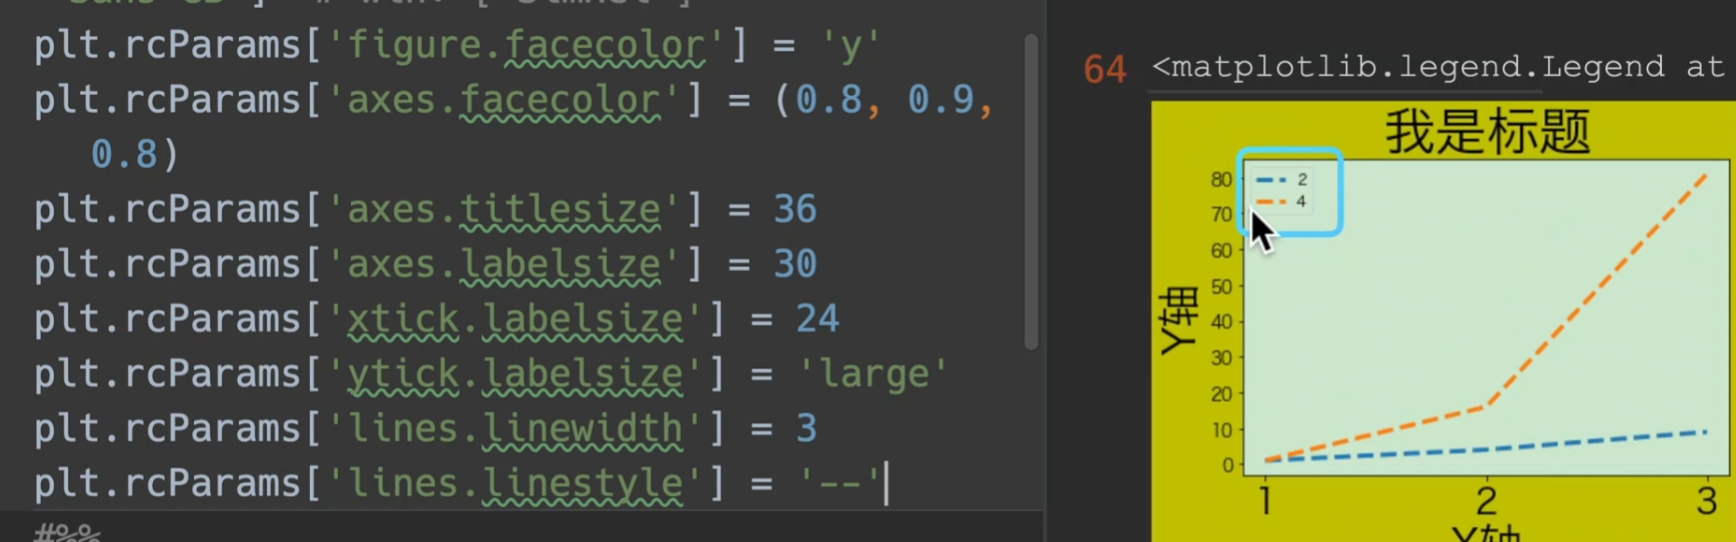 plt.rcParams['figure.facecolor'] = 'y'
plt.rcParams['axes.facecolor'] = (0.8, 0.9,
0.8)
plt.rcParams['axes.titlesize'] = 36
plt.rcParams['axes.labelsize'] = 30
plt.rcParams['xtick.labelsize'] = 24
plt.rcParams['ytick.labelsize'] = 'large'
plt.rcParams['lines.linewidth'] = 3
plt.rcParams['lines.linestyle'] = '--'
#%%
64 <matplotlib.legend.Legend at
我是标题
2
4
80
70
60
50
40
30
20
10
0
Y轴
1 2 3